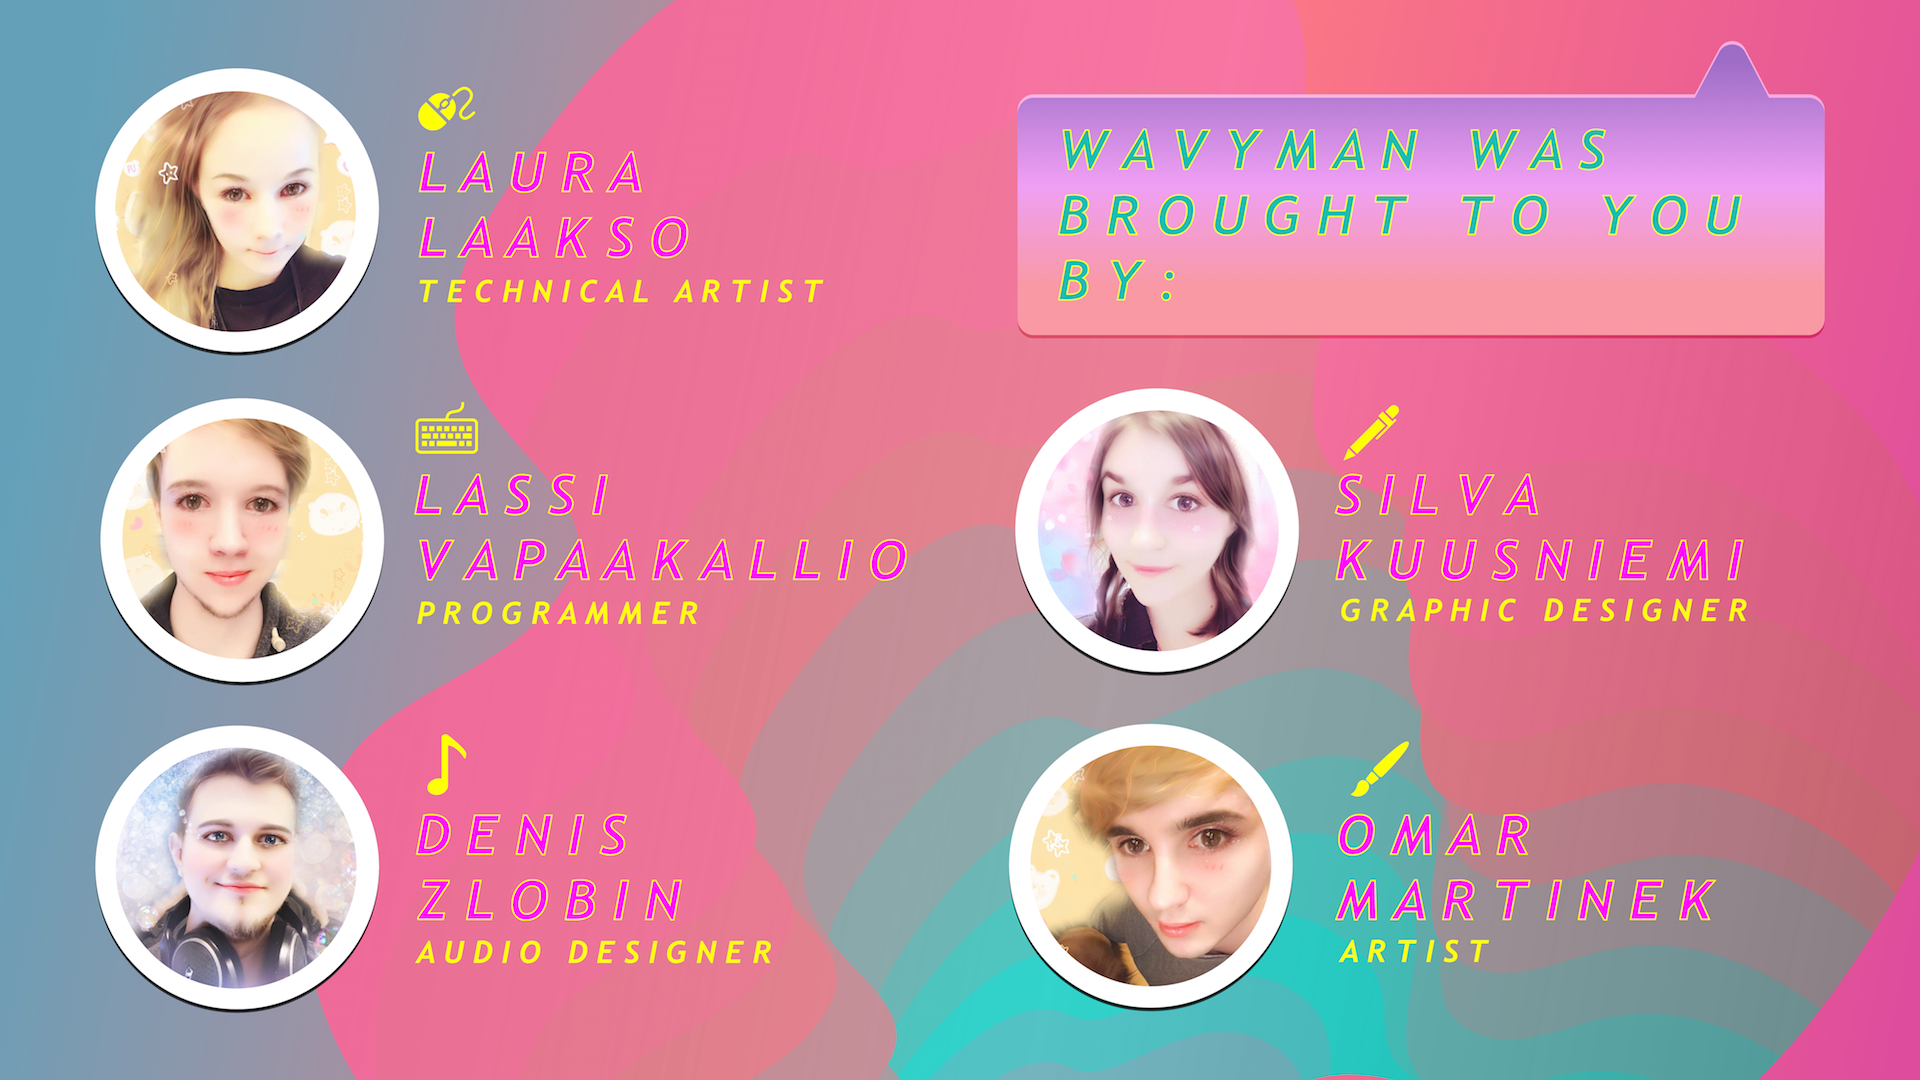 WAVYMAN WAS
BROUGHT TO YOU
BY:
LAURA
LAAKSO
TECHNICAL ARTIST
LASSI
VAPAAKALLIO
PROGRAMMER
DENIS
ZLOBIN
AUDIO DESIGNER
SILVA
KUUSNIEMI
GRAPHIC DESIGNER
OMAR
MARTINEK
ARTIST